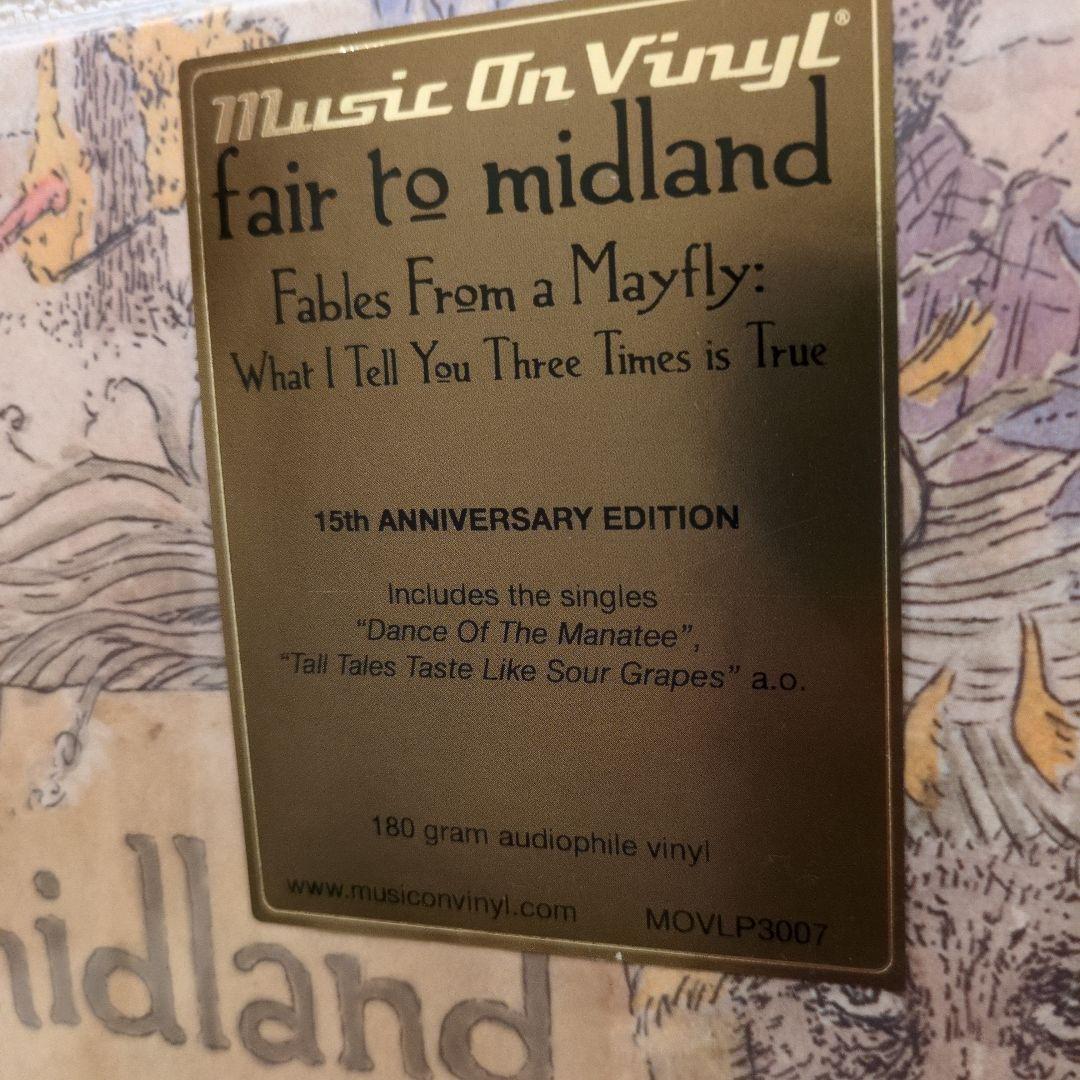 Music On Vinyl®
fair to midland
Fables From a Mayfly:
What I Tell You Three Times is True
15th ANNIVERSARY EDITION
Includes the singles
“Dance Of The Manatee”,
“Tall Tales Taste Like Sour Grapes” a.o.
180 gram audiophile vinyl
www.musiconvinyl.com MOVLP3007
midland